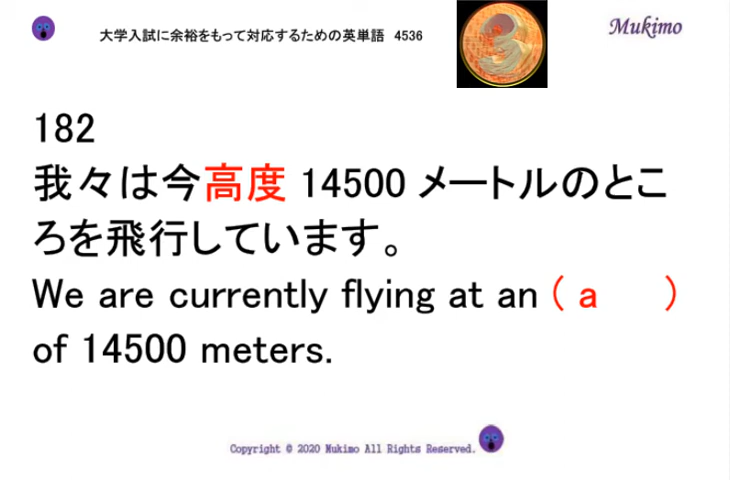 大学入試に余裕をもって対応するための英単語 4536
3
Mukimo
182
我々は今高度 14500 メートルのとこ
ろを飛行しています。
We are currently flying at an ( a )
of 14500 meters.
Copyright © 2020 Mukimo All Rights Reserved.